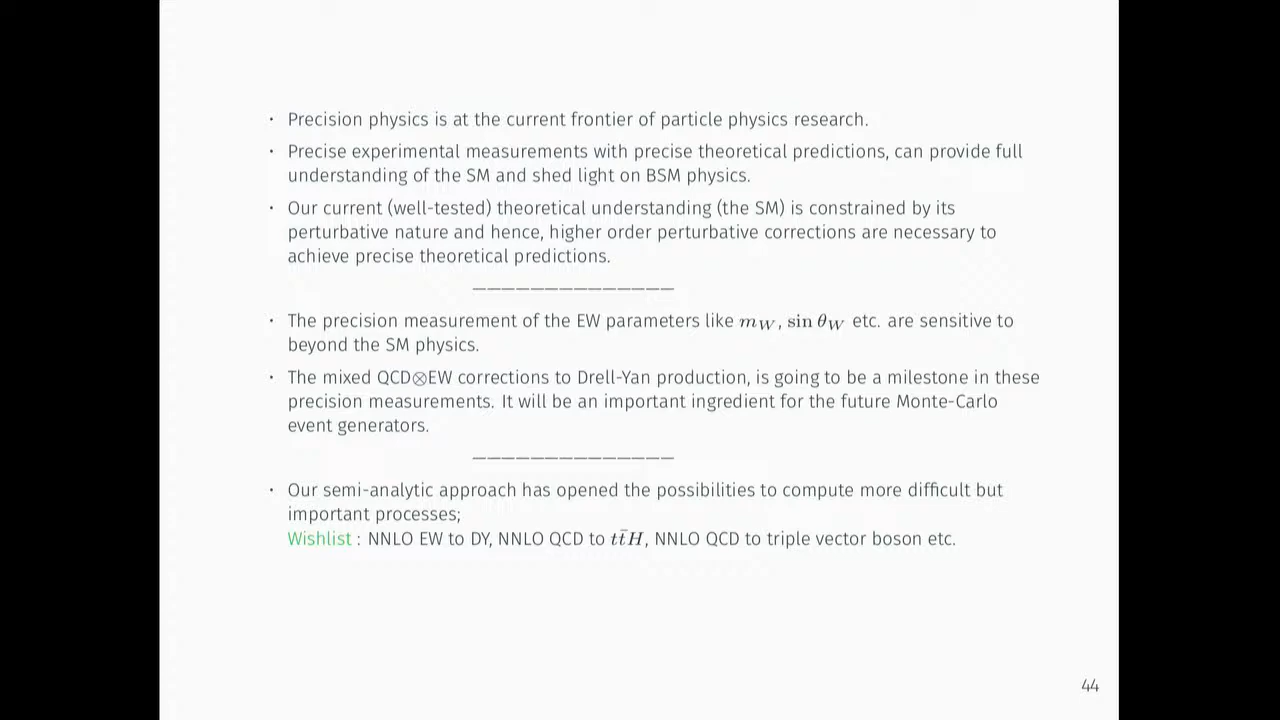 · Precision physics is at the current frontier of particle physics research.
· Precise experimental measurements with precise theoretical predictions, can provide full
understanding of the SM and shed light on BSM physics.
· Our current (well-tested) theoretical understanding (the SM) is constrained by its
perturbative nature and hence, higher order perturbative corrections are necessary to
achieve precise theoretical predictions.
——————————————
· The precision measurement of the EW parameters like m_W, sin θ_W etc. are sensitive to
beyond the SM physics.
· The mixed QCD⊗EW corrections to Drell-Yan production, is going to be a milestone in these
precision measurements. It will be an important ingredient for the future Monte-Carlo
event generators.
——————————————
· Our semi-analytic approach has opened the possibilities to compute more difficult but
important processes;
Wishlist : NNLO EW to DY, NNLO QCD to tt̄H, NNLO QCD to triple vector boson etc.
44